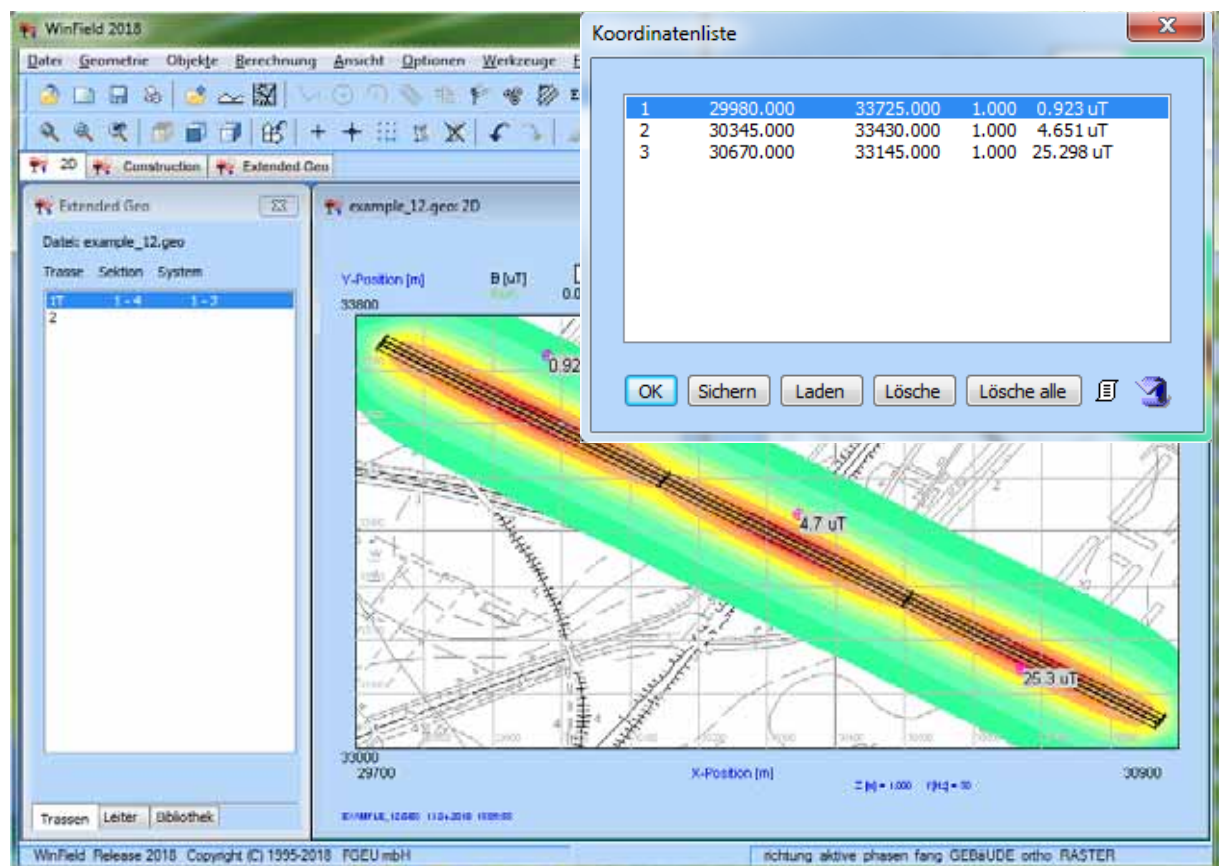 WinField 2018
Datei Geometrie Objekte Berechnung Ansicht Optionen Werkzeuge
2D Construction Extended Geo
Koordinatenliste
1 29980.000 33725.000 1.000 0.923 uT
2 30345.000 33430.000 1.000 4.651 uT
3 30670.000 33145.000 1.000 25.298 uT
OK Sichern Laden Lösche Lösche alle
Extended Geo
Datei: example_12.geo
Trasse Sektion System
1T 1 - 4 1 - 3
2
example_12.geo: 2D
Y-Position [m] B [uT]
33800
0.92
4.7 uT
25.3 uT
33000
29700 X-Position [m] 30900
Trassen Leiter Bibliothek
WinField Release 2018 Copyright (C) 1995-2018 FGEU mbH
richtung aktive phasen fang GEBäUDE ortho RASTER